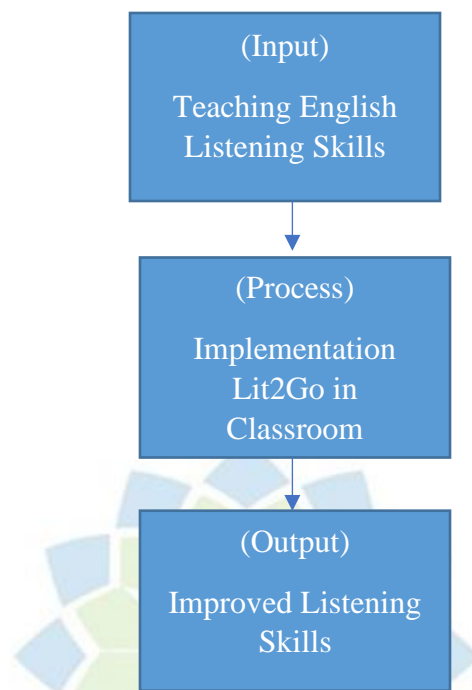 (Input)
Teaching English
Listening Skills
(Process)
Implementation
Lit2Go in
Classroom
(Output)
Improved Listening
Skills